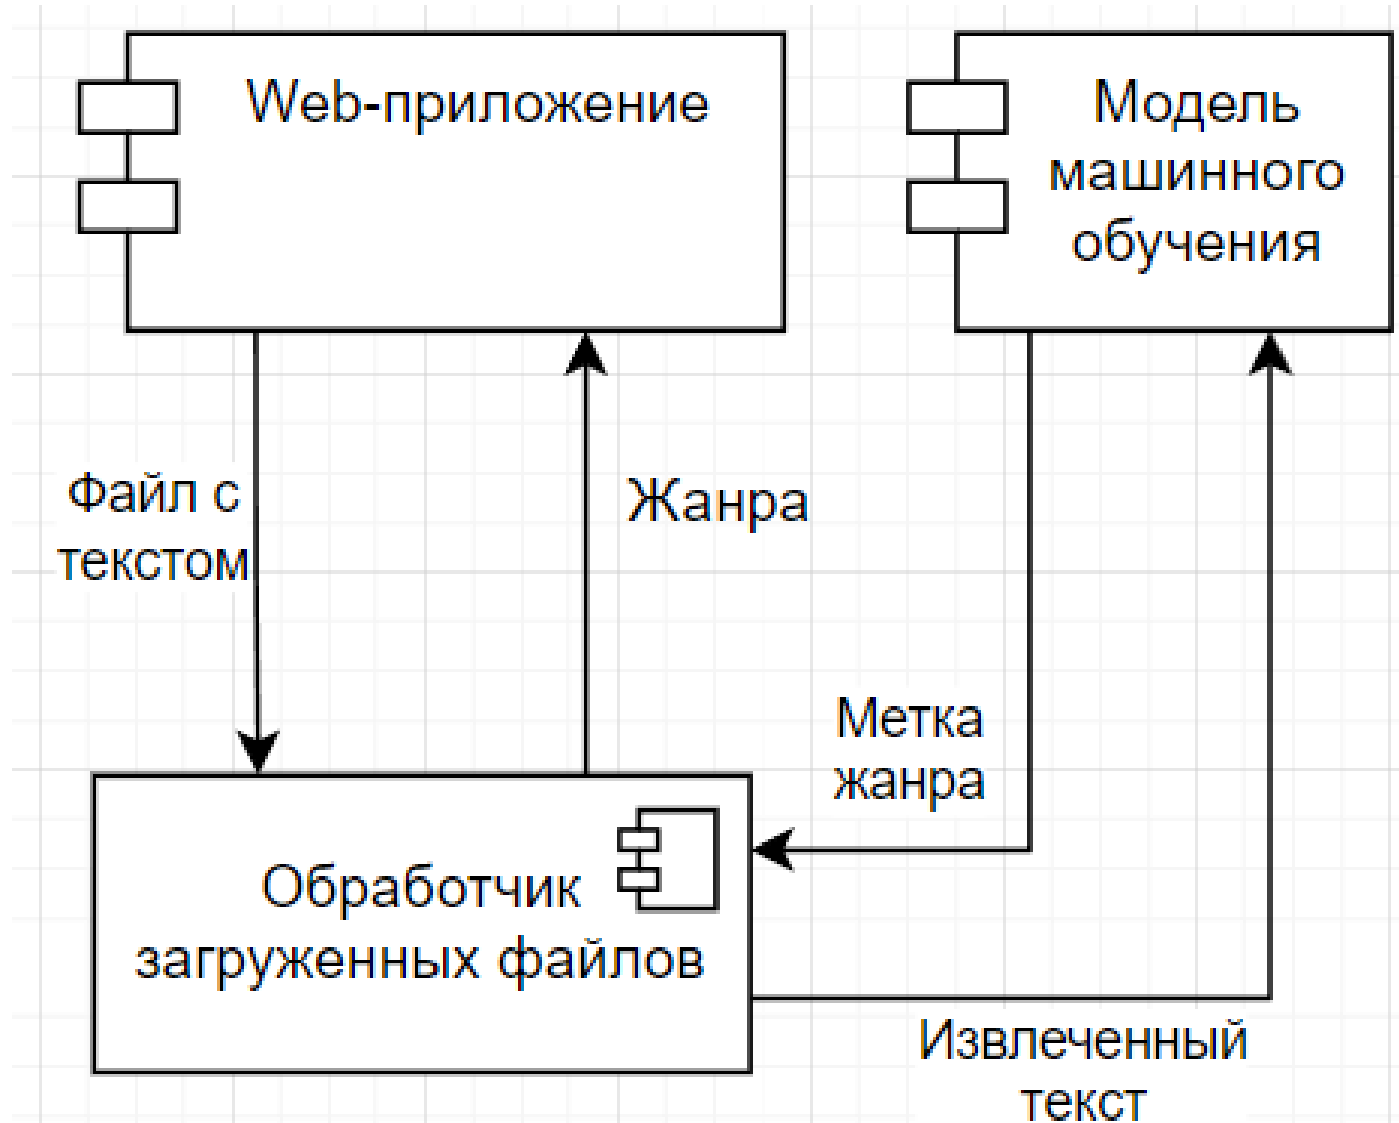 Web-приложение
Модель
машинного
обучения
Файл с
текстом
Жанра
Метка
жанра
Обработчик
загруженных файлов
Извлеченный
текст